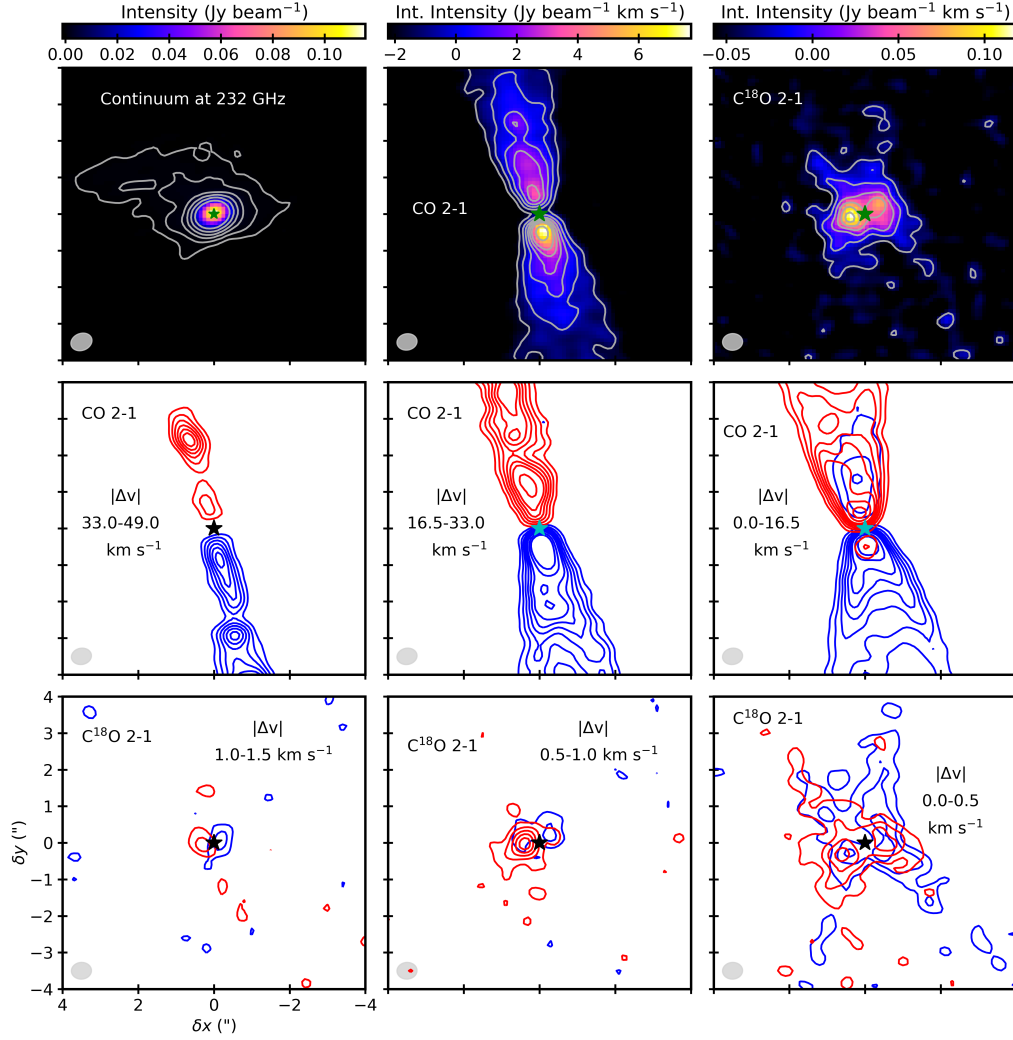 Intensity (Jy beam⁻¹)
Int. Intensity (Jy beam⁻¹ km s⁻¹)
Int. Intensity (Jy beam⁻¹ km s⁻¹)
0.00 0.02 0.04 0.06 0.08 0.10
−2 0 2 4 6
−0.05 0.00 0.05 0.10
Continuum at 232 GHz
CO 2-1
C¹⁸O 2-1
CO 2-1
|Δv|
33.0-49.0
km s⁻¹
CO 2-1
|Δv|
16.5-33.0
km s⁻¹
CO 2-1
|Δv|
0.0-16.5
km s⁻¹
C¹⁸O 2-1
|Δv|
1.0-1.5 km s⁻¹
C¹⁸O 2-1
|Δv|
0.5-1.0 km s⁻¹
C¹⁸O 2-1
|Δv|
0.0-0.5
km s⁻¹
4
3
2
1
0
−1
−2
−3
−4
δy (")
4 2 0 −2 −4
δx (")